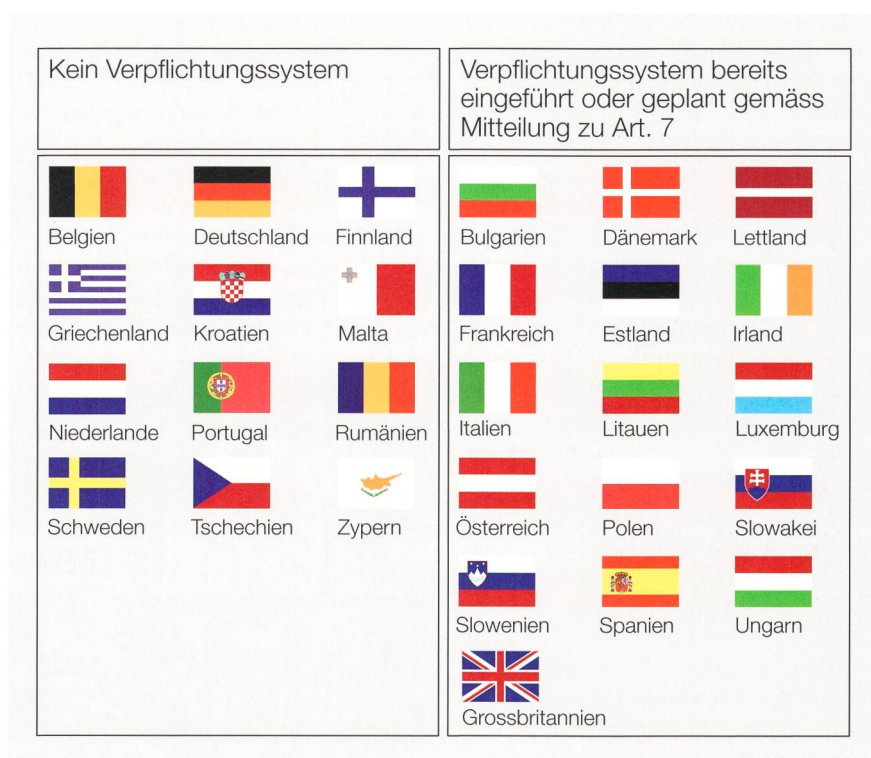 Kein Verpflichtungssystem
Verpflichtungssystem bereits
eingeführt oder geplant gemäss
Mitteilung zu Art. 7
Belgien Deutschland Finnland
Griechenland Kroatien Malta
Niederlande Portugal Rumänien
Schweden Tschechien Zypern
Bulgarien Dänemark Lettland
Frankreich Estland Irland
Italien Litauen Luxemburg
Österreich Polen Slowakei
Slowenien Spanien Ungarn
Grossbritannien